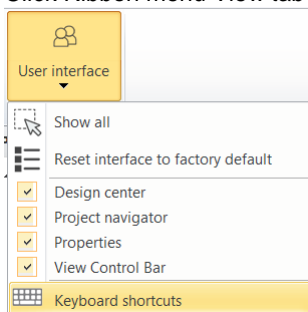 Click Ribbon menu View tab
User interface
Show all
Reset interface to factory default
Design center
Project navigator
Properties
View Control Bar
Keyboard shortcuts